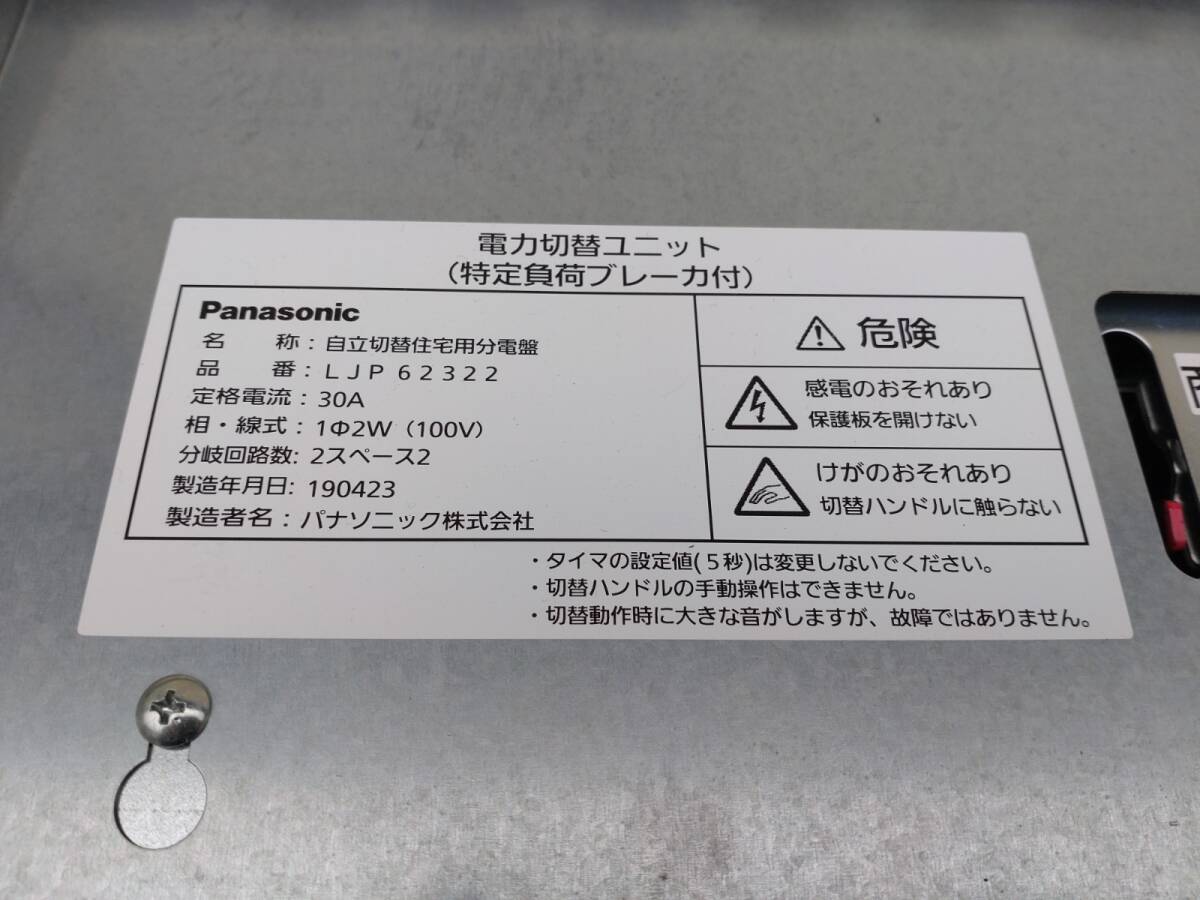 電力切替ユニット
(特定負荷ブレーカ付)
Panasonic
名　　称：自立切替住宅用分電盤
品　　番：ＬＪＰ６２３２２
定格電流：30A
相・線式：1Φ2W（100V）
分岐回路数: 2スペース2
製造年月日: 190423
製造者名：パナソニック株式会社
危険
感電のおそれあり
保護板を開けない
けがのおそれあり
切替ハンドルに触らない
・タイマの設定値(５秒)は変更しないでください。
・切替ハンドルの手動操作はできません。
・切替動作時に大きな音がしますが、故障ではありません。